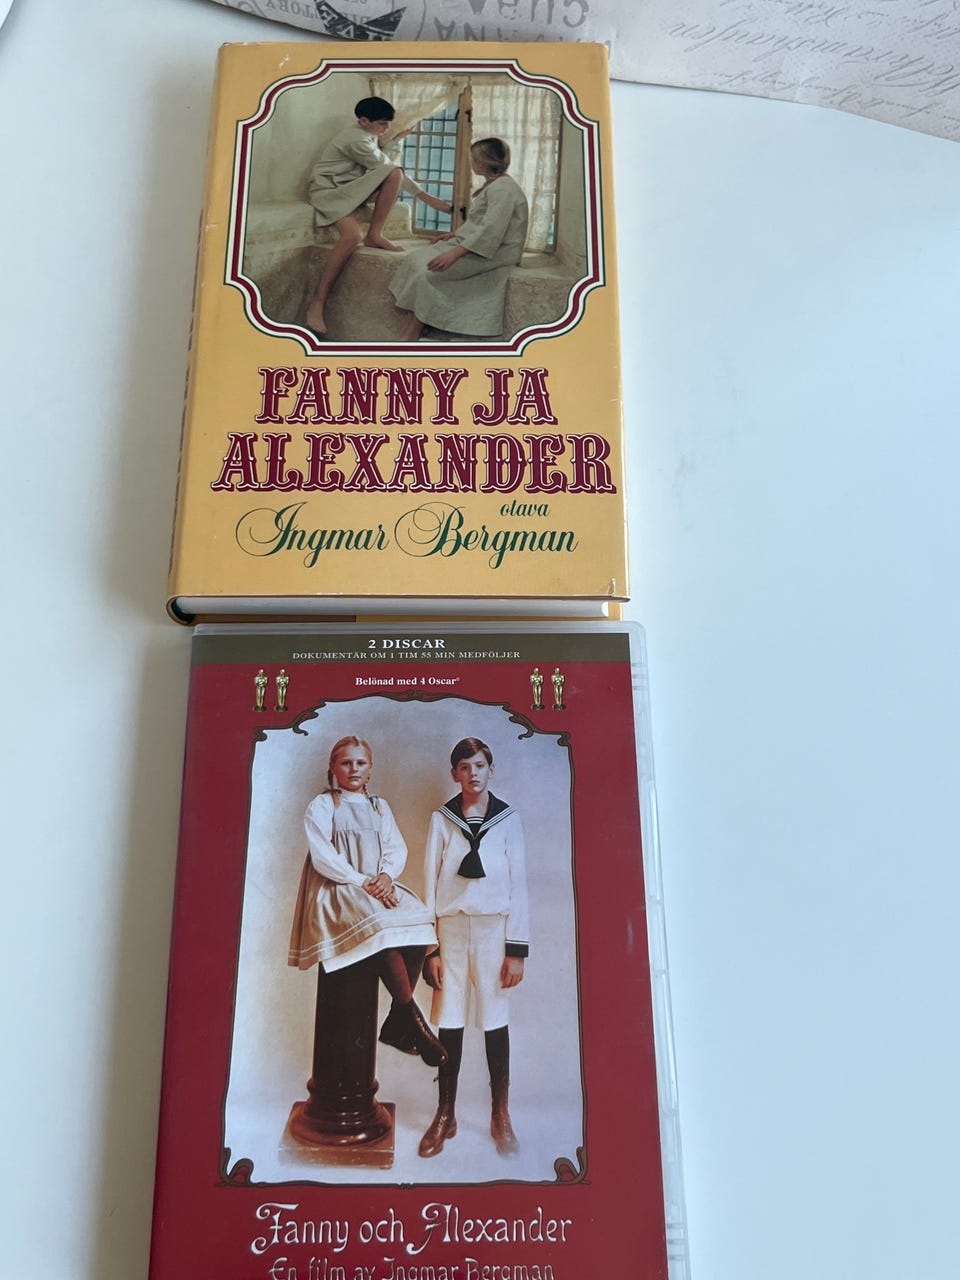 CUBA
FANNY JA
ALEXANDER
otava
Ingmar Bergman
2 DISCAR
DOKUMENTÄR OM 1 TIM 55 MIN MEDFÖLJER
Belönad med 4 Oscar®
Fanny och Alexander
En film av Ingmar Bergman